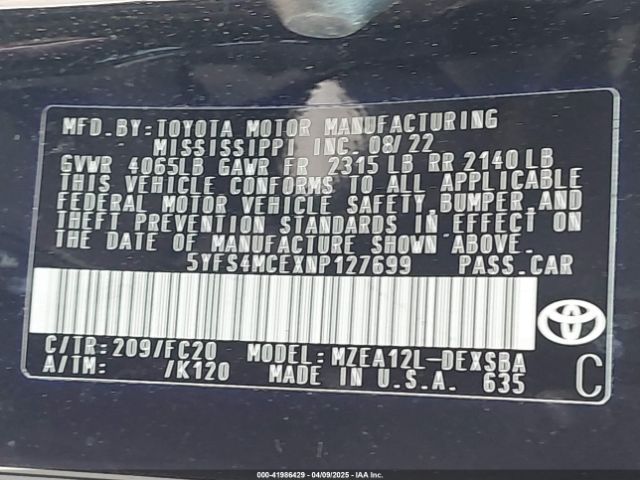 MFD.BY:TOYOTA MOTOR MANUFACTURING
MISSISSIPPI INC. 08/22
GVWR 4065LB GAWR FR 2315 LB RR 2140 LB
THIS VEHICLE CONFORMS TO ALL APPLICABLE
FEDERAL MOTOR VEHICLE SAFETY,BUMPER,AND
THEFT PREVENTION STANDARDS IN EFFECT ON
THE DATE OF MANUFACTURE SHOWN ABOVE.
5YFS4MCEXNP127699 PASS.CAR
C/TR:209/FC20 MODEL:MZEA12L-DEXSBA
A/TM: /K120 MADE IN U.S.A. 635
C
000-41986429 - 04/09/2025 - IAA, Inc.